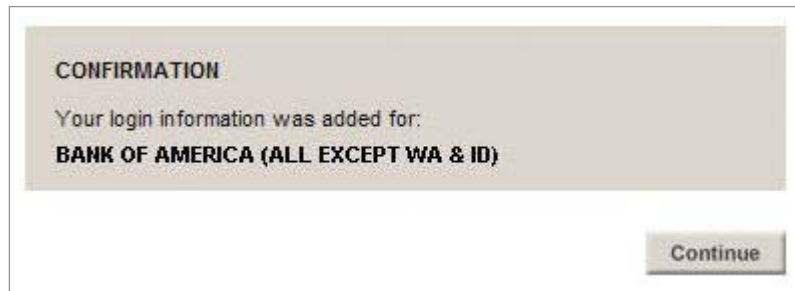 CONFIRMATION
Your login information was added for:
BANK OF AMERICA (ALL EXCEPT WA & ID)
Continue